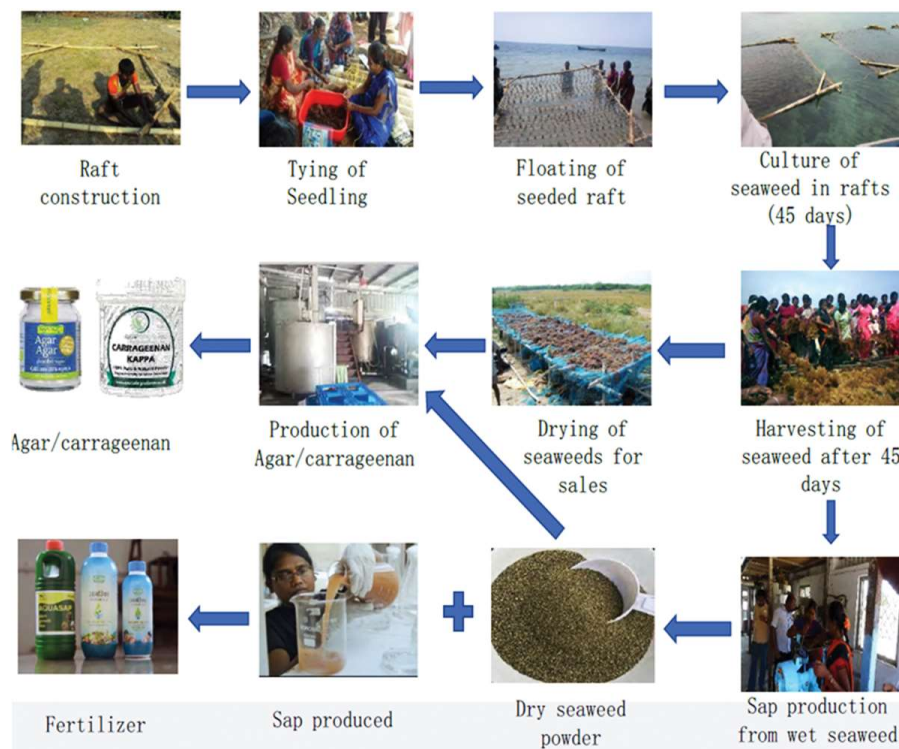 Raft
construction
Tying of
Seedling
Floating of
seeded raft
Culture of
seaweed in rafts
(45 days)
Agar
Agar
CARRAGEENAN
KAPPA
Agar/carrageenan
Production of
Agar/carrageenan
Drying of
seaweeds for
sales
Harvesting of
seaweed after 45
days
AQUASAP
Fertilizer
Sap produced
Dry seaweed
powder
Sap production
from wet seaweed